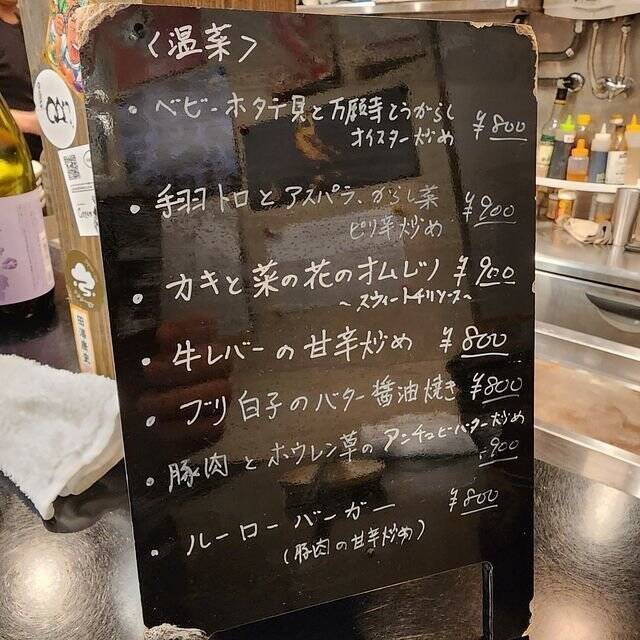 〈温菜〉
・ベビーホタテ貝と万願寺とうがらし
オイスター炒め ¥800
・手羽トロとアスパラ、からし菜 ¥900
ピリ辛炒め
・カキと菜の花のオムレツ ¥900
〜スウィートチリソース〜
・牛レバーの甘辛炒め ¥800
・ブリ白子のバター醤油焼き ¥800
・豚肉とホウレン草のアンチョビーバター炒め
¥900
・ルーローバーガー ¥800
(豚肉の甘辛炒め)